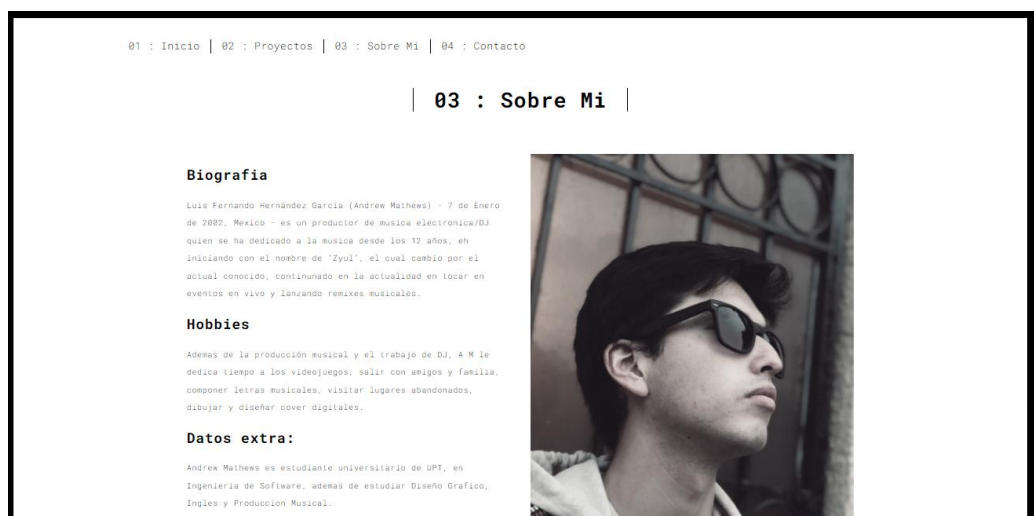 01 : Inicio | 02 : Proyectos | 03 : Sobre Mi | 04 : Contacto
| 03 : Sobre Mi |
Biografia
Luis Fernando Hernández García (Andrew Mathews) - 7 de Enero
de 2002, Mexico - es un productor de musica electronica/DJ
quien se ha dedicado a la musica desde los 12 años, eh
iniciando con el nombre de "Zyul", el cual cambio por el
actual conocido, continunado en la actualidad en tocar en
eventos en vivo y lanzando remixes musicales.
Hobbies
Ademas de la producción musical y el trabajo de DJ, A M le
dedica tiempo a los videojuegos, salir con amigos y familia,
componer letras musicales, visitar lugares abandonados,
dibujar y diseñar cover digitales.
Datos extra:
Andrew Mathews es estudiante universitario de UPT, en
Ingenieria de Software, ademas de estudiar Diseño Grafico,
Ingles y Produccion Musical.